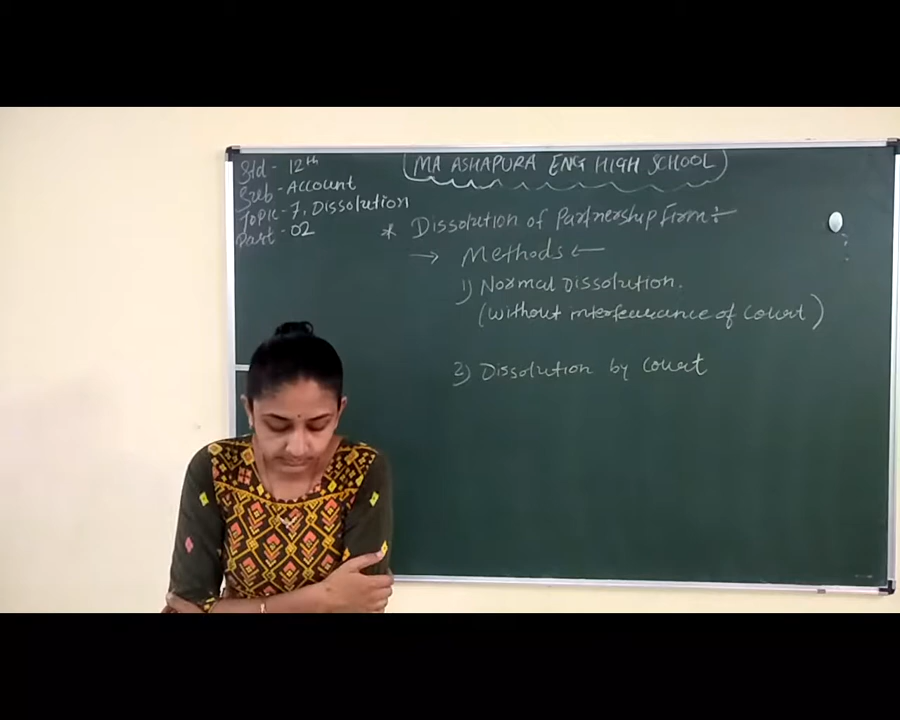 MA ASHAPURA ENG HIGH SCHOOL
Std - 12th
Sub - Account
Topic - 7. Dissolution
Part - 02
* Dissolution of Partnership Firm ÷
→ Methods ←
1) Normal Dissolution.
(without interfearance of Court)
2) Dissolution by Court